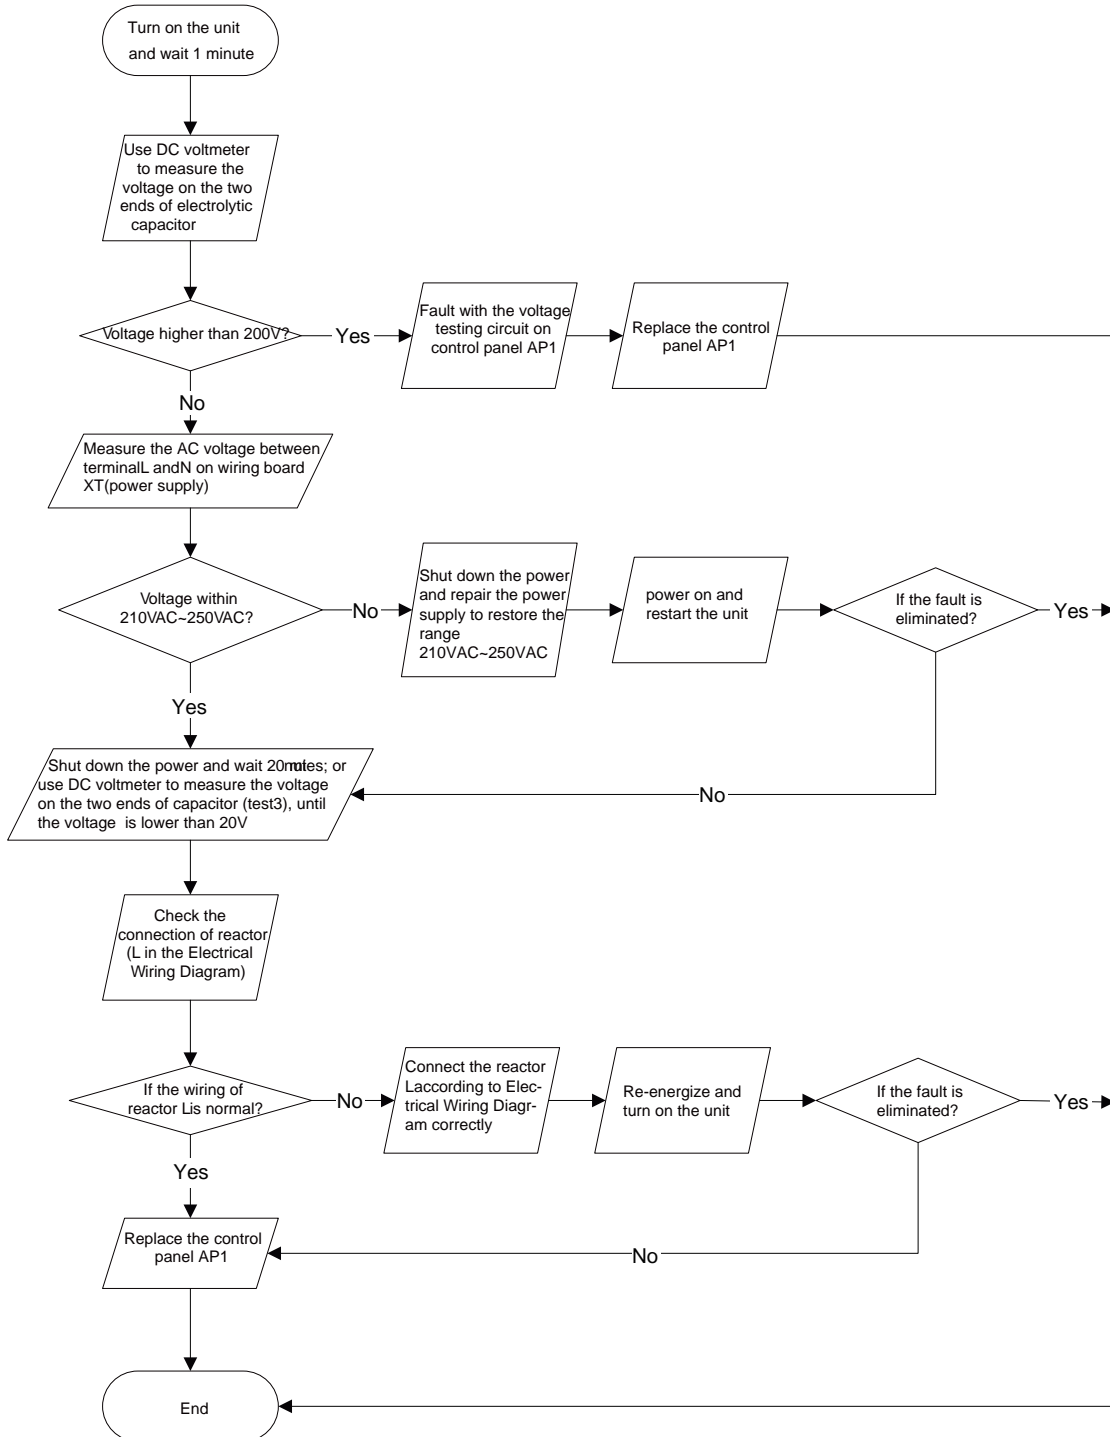 Turn on the unit
and wait 1 minute
Use DC voltmeter
to measure the
voltage on the two
ends of electrolytic
capacitor
Voltage higher than 200V?
Yes
Fault with the voltage
testing circuit on
control panel AP1
Replace the control
panel AP1
No
Measure the AC voltage between
terminalL andN on wiring board
XT(power supply)
Voltage within
210VAC~250VAC?
No
Shut down the power
and repair the power
supply to restore the
range
210VAC~250VAC
power on and
restart the unit
If the fault is
eliminated?
Yes
Yes
No
Shut down the power and wait 20 ; or
use DC voltmeter to measure the voltage
on the two ends of capacitor (test3), until
the voltage is lower than 20V
Check the
connection of reactor
(L in the Electrical
Wiring Diagram)
If the wiring of
reactor Lis normal?
No
Connect the reactor
Laccording to Elec-
trical Wiring Diagr-
am correctly
Re-energize and
turn on the unit
If the fault is
eliminated?
Yes
Yes
No
Replace the control
panel AP1
End